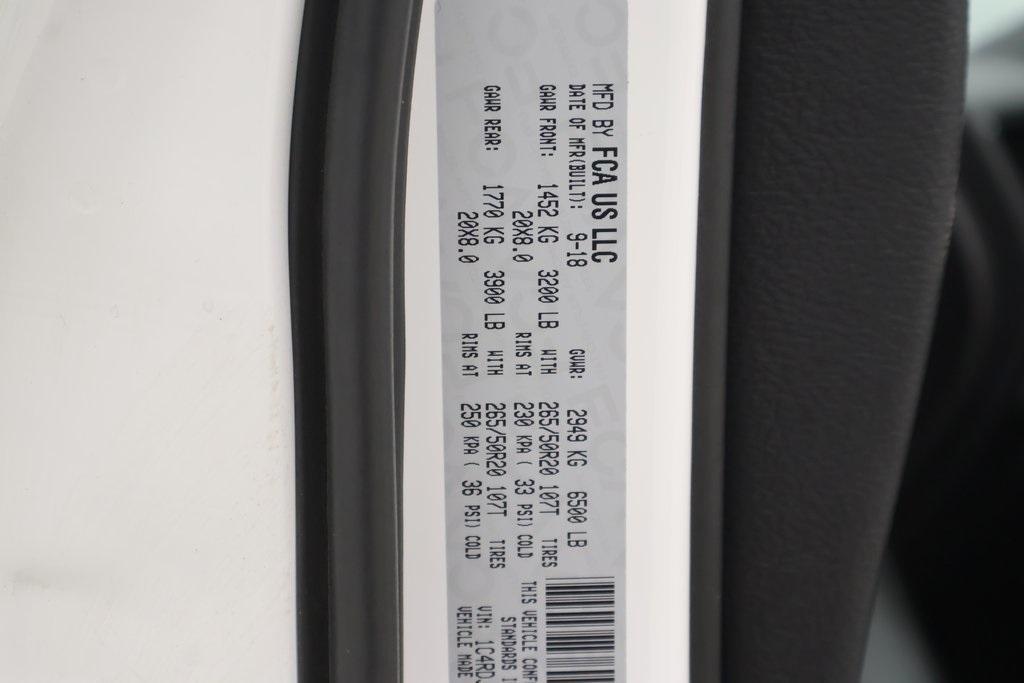 MFD BY FCA US LLC
DATE OF MFR(BUILT): 9-18 GVWR: 2949 KG 6500 LB
GAWR FRONT: 1452 KG 3200 LB WITH 265/50R20 107T TIRES
20X8.0 RIMS AT 230 KPA ( 33 PSI) COLD
GAWR REAR: 1770 KG 3900 LB WITH 265/50R20 107T TIRES
20X8.0 RIMS AT 250 KPA ( 36 PSI) COLD
THIS VEHICLE CONF
STANDARDS I
VIN: 1C4RDJ
VEHICLE MADE